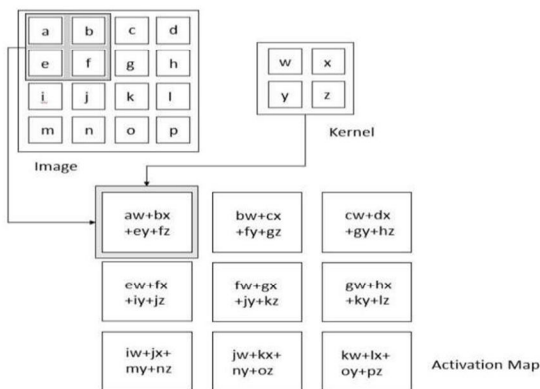 a b c d
e f g h
i j k l
m n o p
Image
w x
y z
Kernel
aw+bx
+ey+fz
bw+cx
+fy+gz
cw+dx
+gy+hz
ew+fx
+iy+jz
fw+gx
+jy+kz
gw+hx
+ky+lz
iw+jx+
my+nz
jw+kx+
ny+oz
kw+lx+
oy+pz
Activation Map